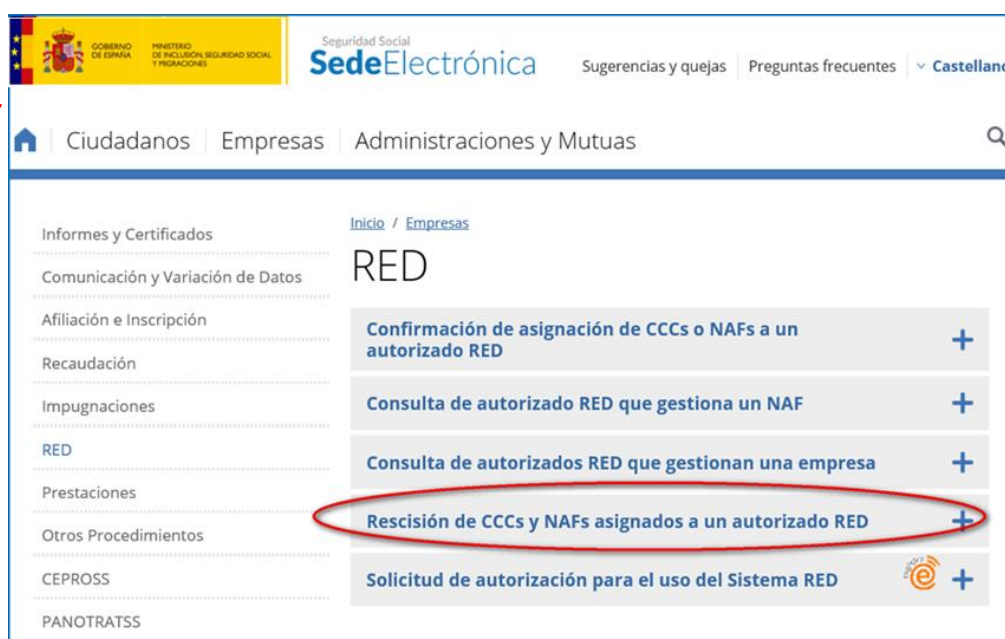 GOBIERNO
DE ESPAÑA
MINISTERIO
DE INCLUSIÓN, SEGURIDAD SOCIAL
Y MIGRACIONES
Seguridad Social
SedeElectrónica
Sugerencias y quejas
Preguntas frecuentes
Castellano
Ciudadanos
Empresas
Administraciones y Mutuas
Informes y Certificados
Comunicación y Variación de Datos
Afiliación e Inscripción
Recaudación
Impugnaciones
RED
Prestaciones
Otros Procedimientos
CEPROSS
PANOTRATSS
Inicio / Empresas
RED
Confirmación de asignación de CCCs o NAFs a un
autorizado RED
Consulta de autorizado RED que gestiona un NAF
Consulta de autorizados RED que gestionan una empresa
Rescisión de CCCs y NAFs asignados a un autorizado RED
Solicitud de autorización para el uso del Sistema RED